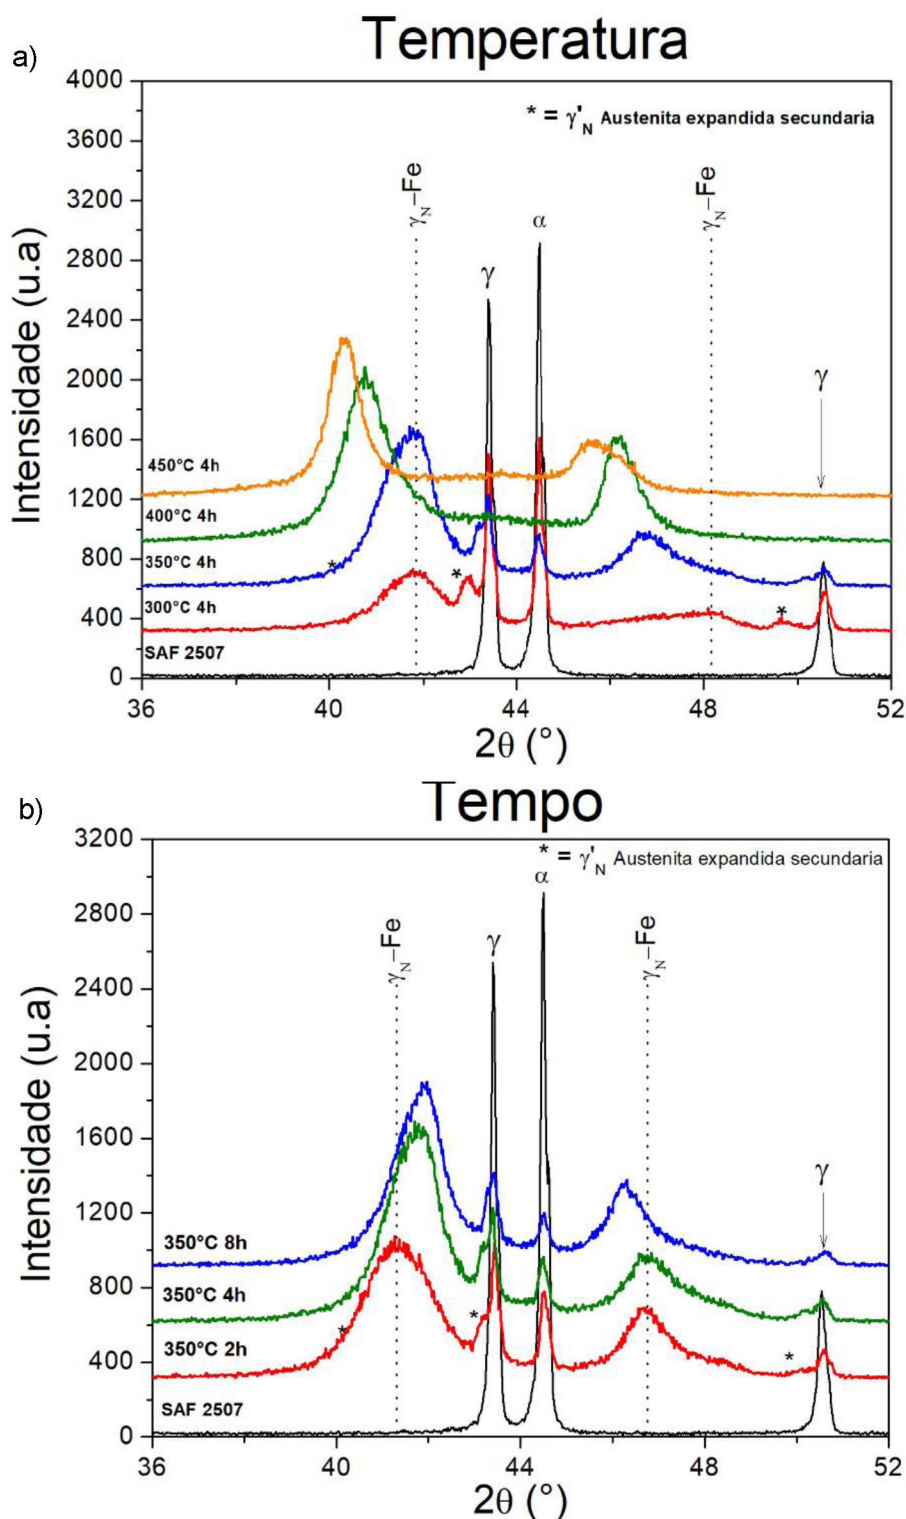 Temperatura
a)
4000
3600
3200
2800
2400
2000
1600
1200
800
400
0
Intensidade (u.a)
* = γ'N Austenita expandida secundaria
γN–Fe
γ
α
γN–Fe
γ
450°C 4h
400°C 4h
*
350°C 4h
*
300°C 4h
*
SAF 2507
36 40 44 48 52
2θ (°)
Tempo
b)
3200
2800
2400
2000
1600
1200
800
400
0
Intensidade (u.a)
* = γ'N Austenita expandida secundaria
γN–Fe
γ
α
γN–Fe
γ
350°C 8h
350°C 4h
*
*
350°C 2h
*
SAF 2507
36 40 44 48 52
2θ (°)